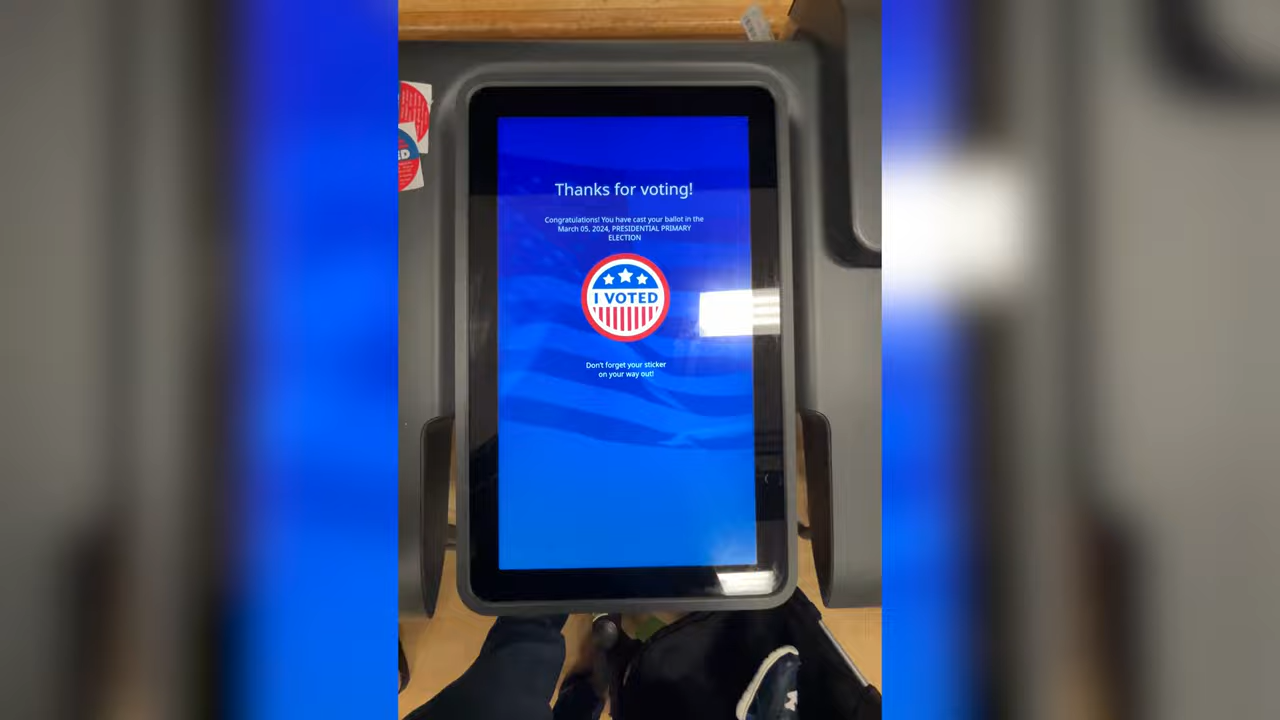 Thanks for voting!
Congratulations! You have cast your ballot in the
March 05, 2024, PRESIDENTIAL PRIMARY
ELECTION
I VOTED
Don't forget your sticker
on your way out!